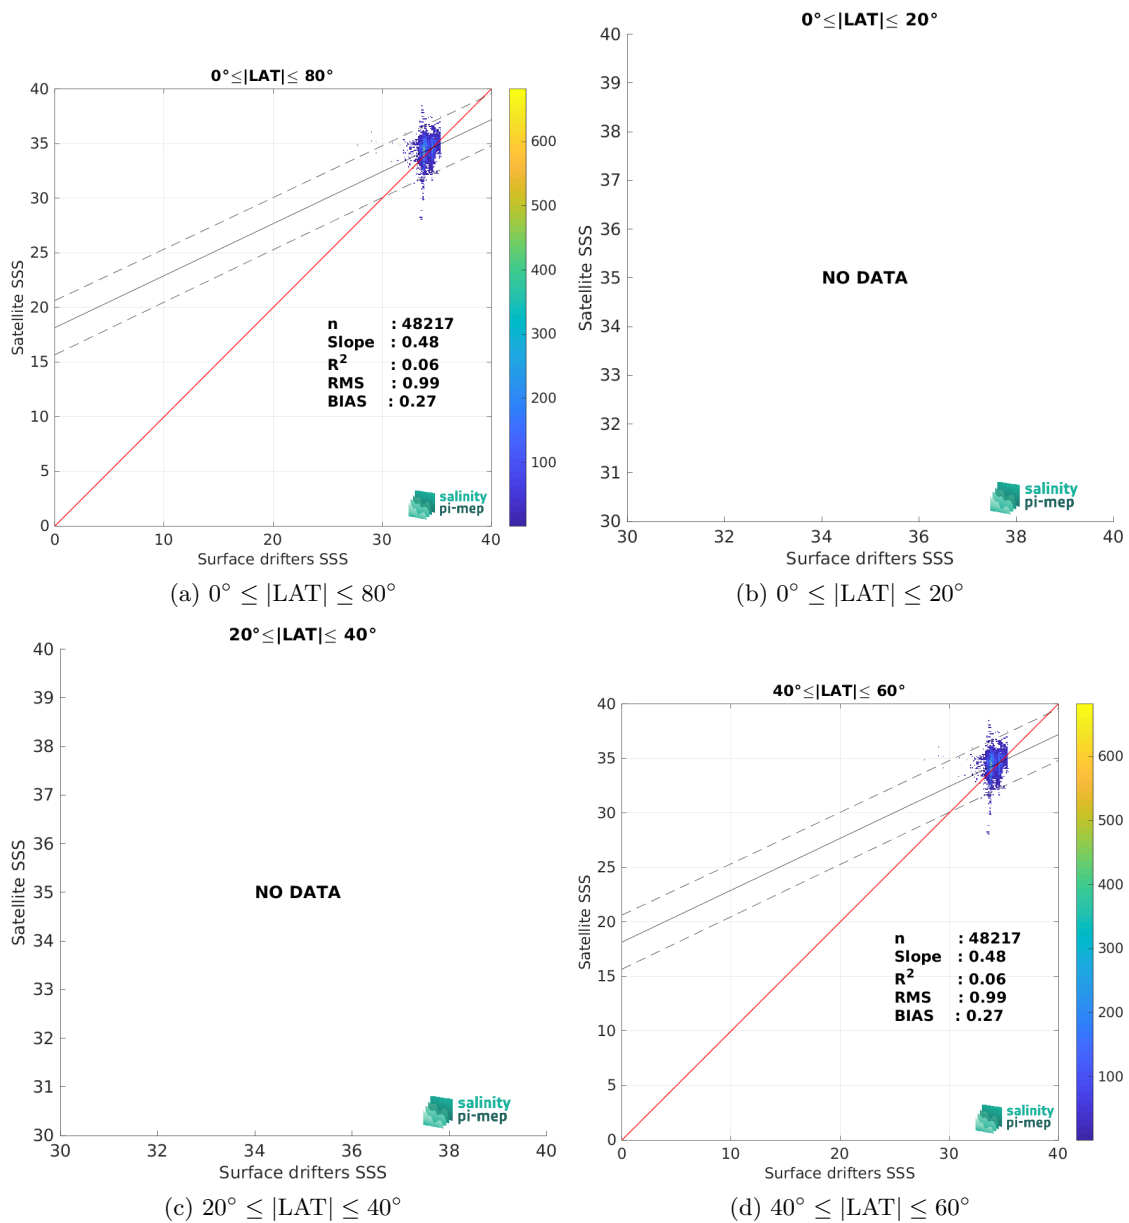 0°≤|LAT|≤ 80°
40
35
30
25
20
15
10
5
0
Satellite SSS
n : 48217
Slope : 0.48
R² : 0.06
RMS : 0.99
BIAS : 0.27
salinity
pi-mep
0 10 20 30 40
Surface drifters SSS
600
500
400
300
200
100
(a) 0° ≤ |LAT| ≤ 80°
0°≤|LAT|≤ 20°
40
39
38
37
36
35
34
33
32
31
30
Satellite SSS
NO DATA
salinity
pi-mep
30 32 34 36 38 40
Surface drifters SSS
(b) 0° ≤ |LAT| ≤ 20°
20°≤|LAT|≤ 40°
40
39
38
37
36
35
34
33
32
31
30
Satellite SSS
NO DATA
salinity
pi-mep
30 32 34 36 38 40
Surface drifters SSS
(c) 20° ≤ |LAT| ≤ 40°
40°≤|LAT|≤ 60°
40
35
30
25
20
15
10
5
0
Satellite SSS
n : 48217
Slope : 0.48
R² : 0.06
RMS : 0.99
BIAS : 0.27
salinity
pi-mep
0 10 20 30 40
Surface drifters SSS
600
500
400
300
200
100
(d) 40° ≤ |LAT| ≤ 60°